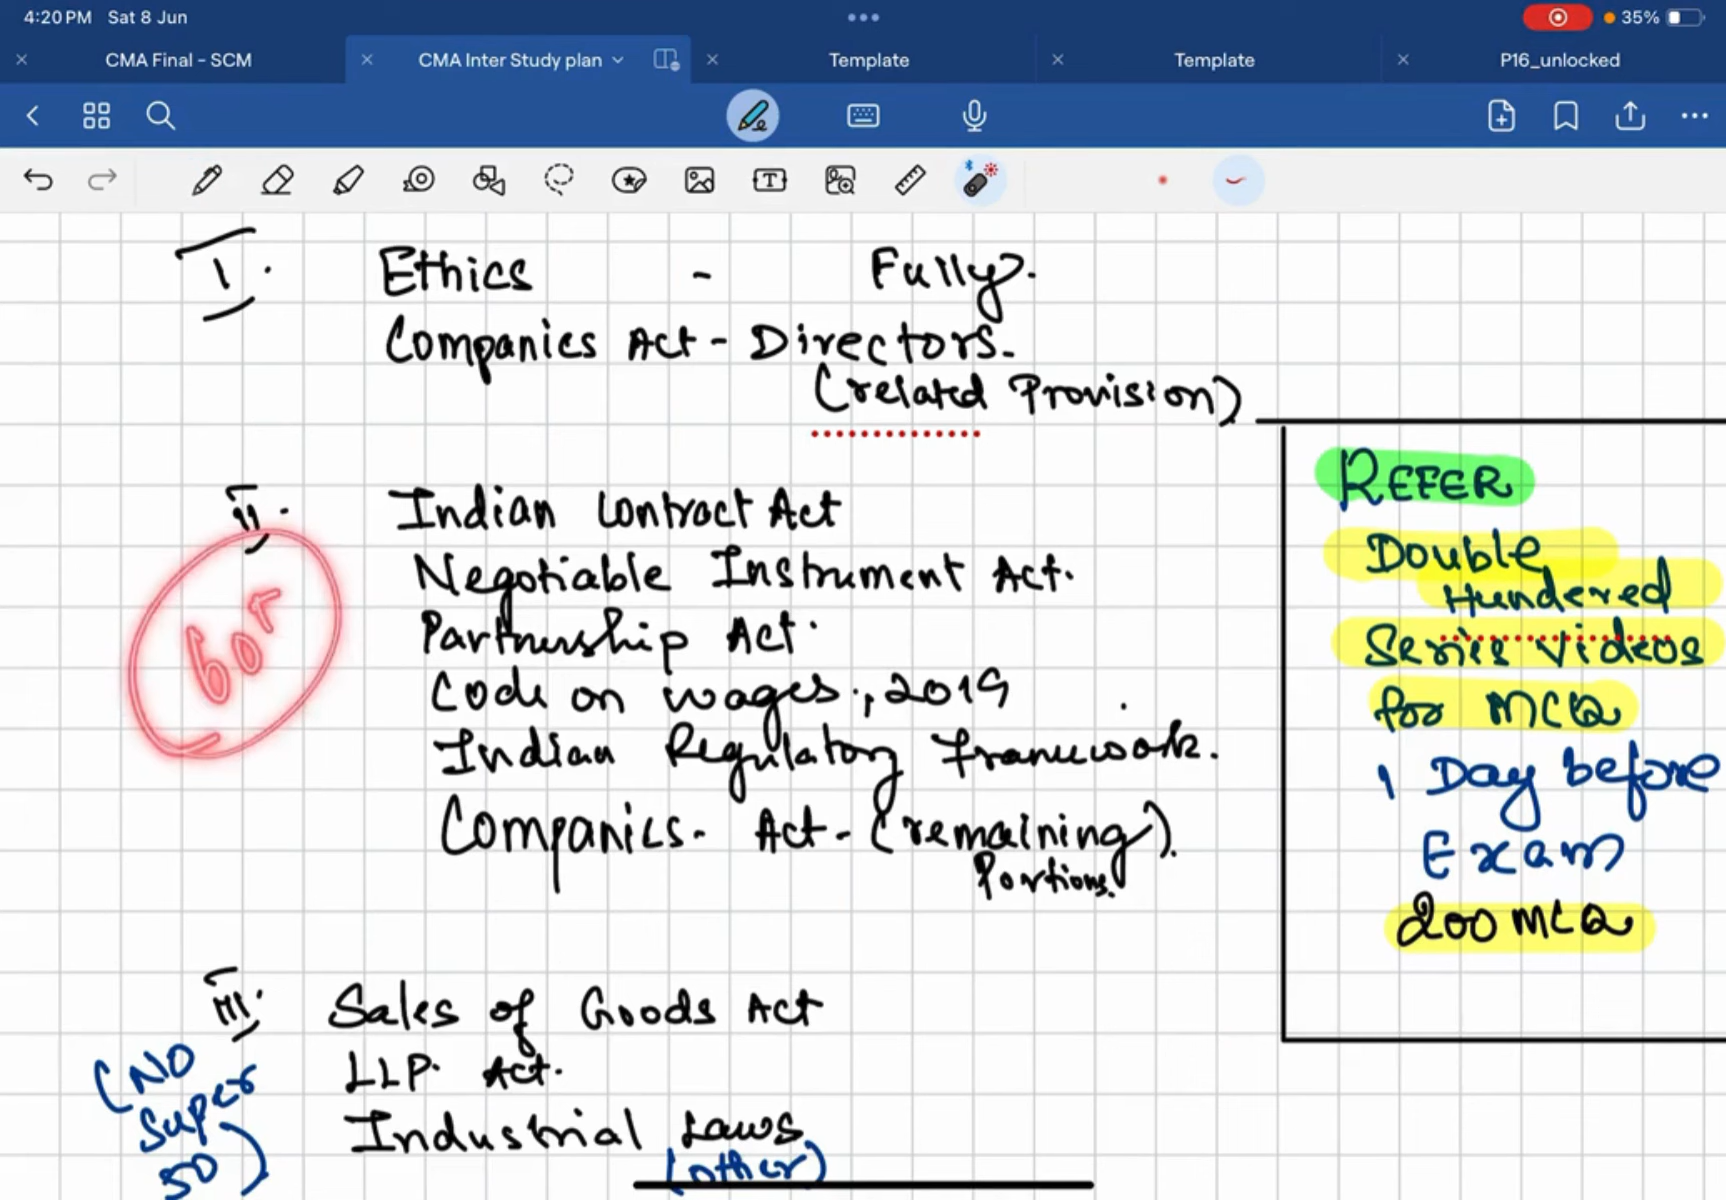 4:20 PM Sat 8 Jun
35%
CMA Final - SCM
CMA Inter Study plan
Template
Template
P16_unlocked
I. Ethics - Fully.
Companies Act - Directors.
(related Provision)
II. Indian Contract Act
Negotiable Instrument Act.
Partnership Act.
Code on wages, 2019
Indian Regulatory Framework.
Companies Act - (remaining)
Portions.
III. Sales of Goods Act
LLP. Act.
Industrial Laws
(other)
(NO
Super
50)
REFER
Double
Hundered
Series Videos
for MCQ
1 Day before
Exam
200 MCQ